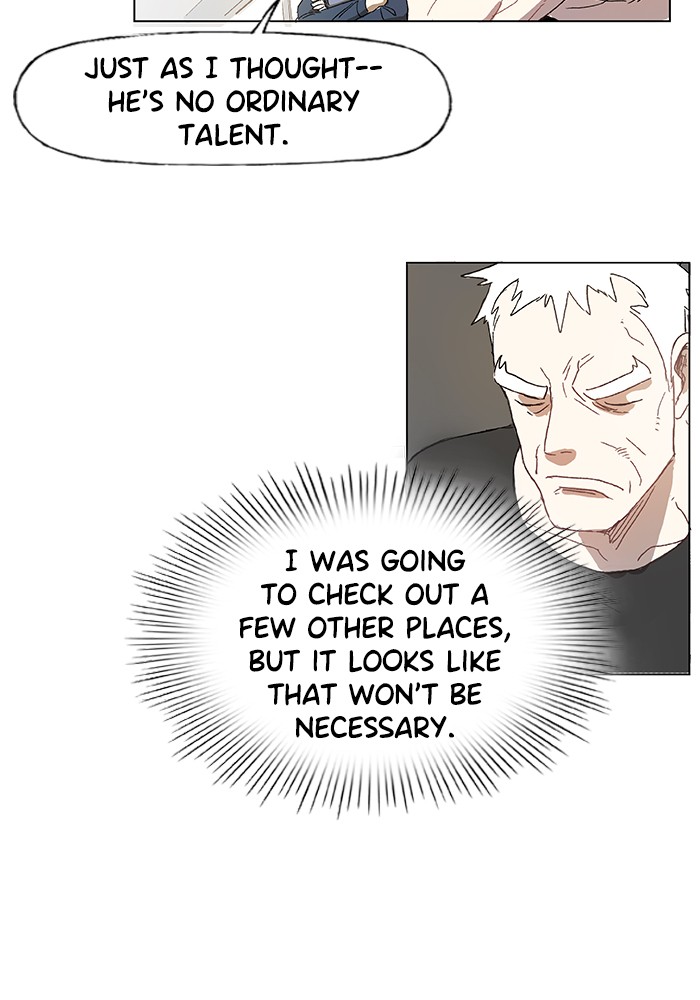 JUST AS I THOUGHT--
HE'S NO ORDINARY
TALENT.
I WAS GOING
TO CHECK OUT A
FEW OTHER PLACES,
BUT IT LOOKS LIKE
THAT WON'T BE
NECESSARY.